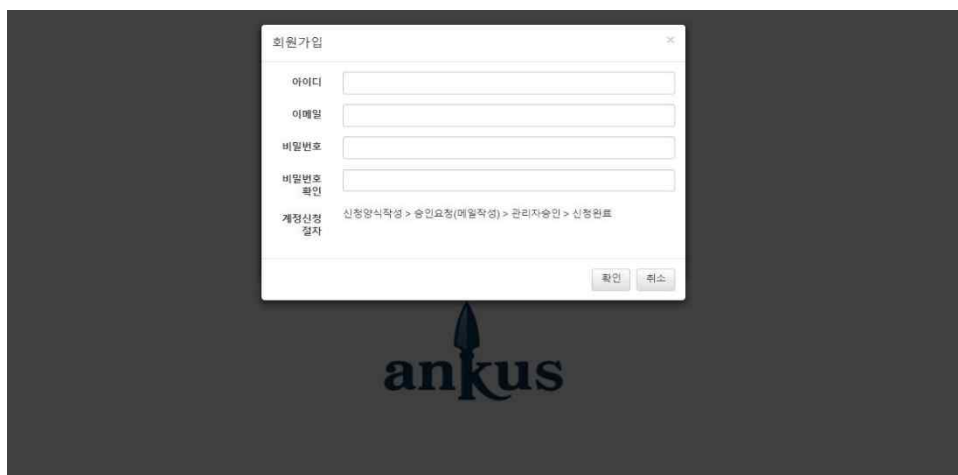 회원가입
×
아이디
이메일
비밀번호
비밀번호
확인
계정신청
절자
신청양식작성 > 승인요청(메일작성) > 관리자승인 > 신청완료
확인 취소
ankus